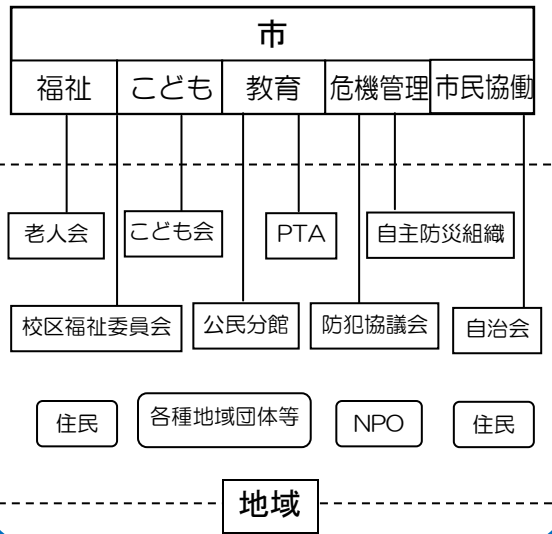 市
福祉 こども 教育 危機管理 市民協働
老人会 こども会 PTA 自主防災組織
校区福祉委員会 公民分館 防犯協議会 自治会
住民 各種地域団体等 NPO 住民
地域